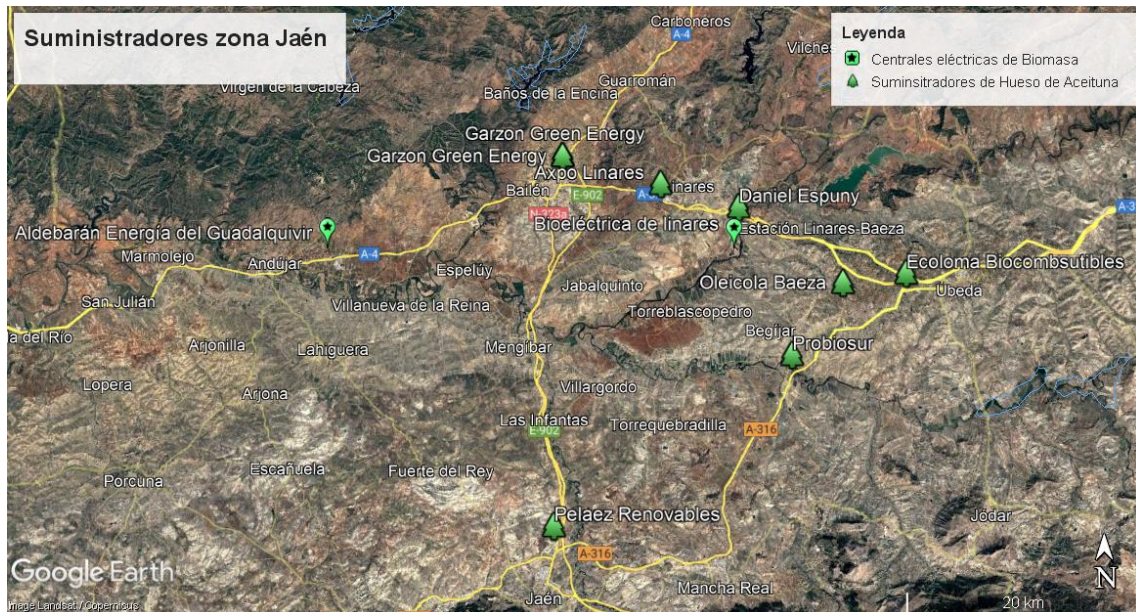 Suministradores zona Jaén
Leyenda
Centrales eléctricas de Biomasa
Suminsitradores de Hueso de Aceituna
Carboneros
A-4
Vilches
Guarromán
Virgen de la Cabeza
Baños de la Encina
Garzon Green Energy
Garzon Green Energy
Axpo Linares
Linares
Bailén
E-902
N-323a
Daniel Espuny
Bioeléctrica de linares
Estación Linares-Baeza
Aldebarán Energía del Guadalquivir
Marmolejo
Andújar
A-4
Espelúy
Jabalquinto
Oleicola Baeza
Ecoloma Biocombsutibles
Úbeda
San Julián
Villanueva de la Reina
Torreblascopedro
Begíjar
Probiosur
Arjonilla
Lahiguera
Mengíbar
Lopera
Arjona
Villargordo
Las Infantas
E-902
Torrequebradilla
A-316
Escañuela
Fuerte del Rey
Porcuna
Pelaez Renovables
Jódar
A-316
Mancha Real
Jaén
Google Earth
Image Landsat / Copernicus
N
20 km